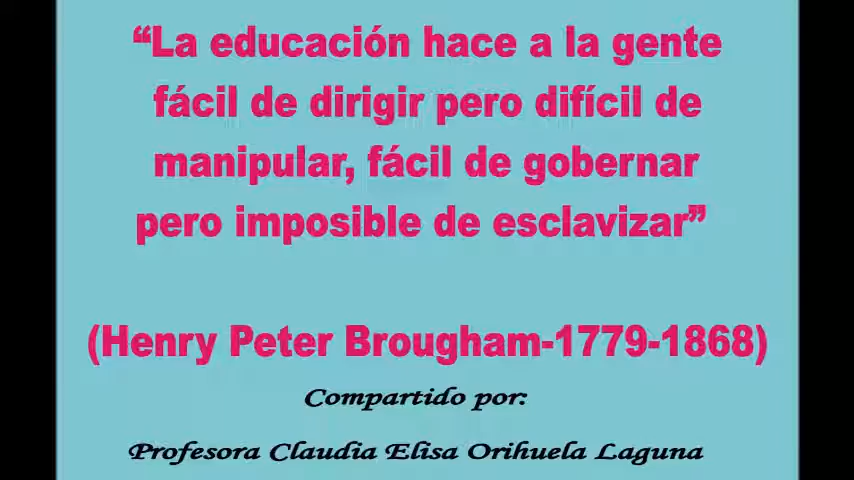 “La educación hace a la gente
fácil de dirigir pero difícil de
manipular, fácil de gobernar
pero imposible de esclavizar”
(Henry Peter Brougham-1779-1868)
Compartido por:
Profesora Claudia Elisa Orihuela Laguna